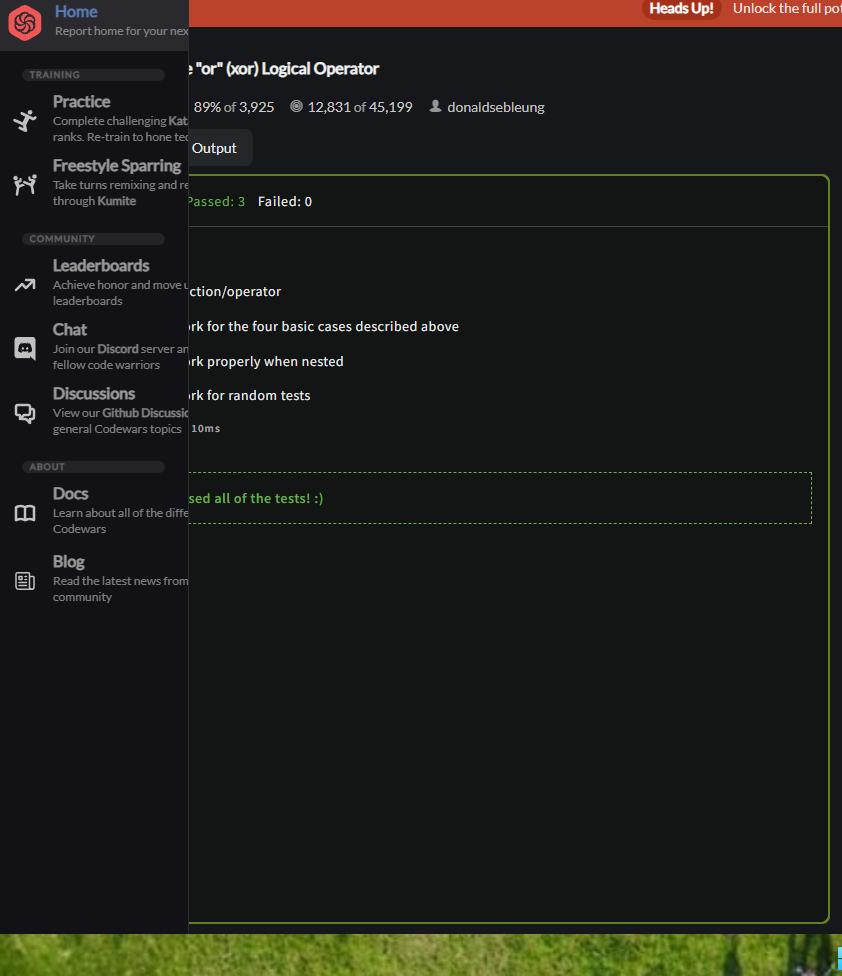 Home
Report home for your nex
TRAINING
Practice
Complete challenging Kat
ranks. Re-train to hone tec
Freestyle Sparring
Take turns remixing and re
through Kumite
COMMUNITY
Leaderboards
Achieve honor and move u
leaderboards
Chat
Join our Discord server an
fellow code warriors
Discussions
View our Github Discussio
general Codewars topics
ABOUT
Docs
Learn about all of the diffe
Codewars
Blog
Read the latest news from
community
Heads Up! Unlock the full pot
e "or" (xor) Logical Operator
89% of 3,925 12,831 of 45,199 donaldsebleung
Output
Passed: 3 Failed: 0
ction/operator
rk for the four basic cases described above
rk properly when nested
rk for random tests
10ms
sed all of the tests! :)